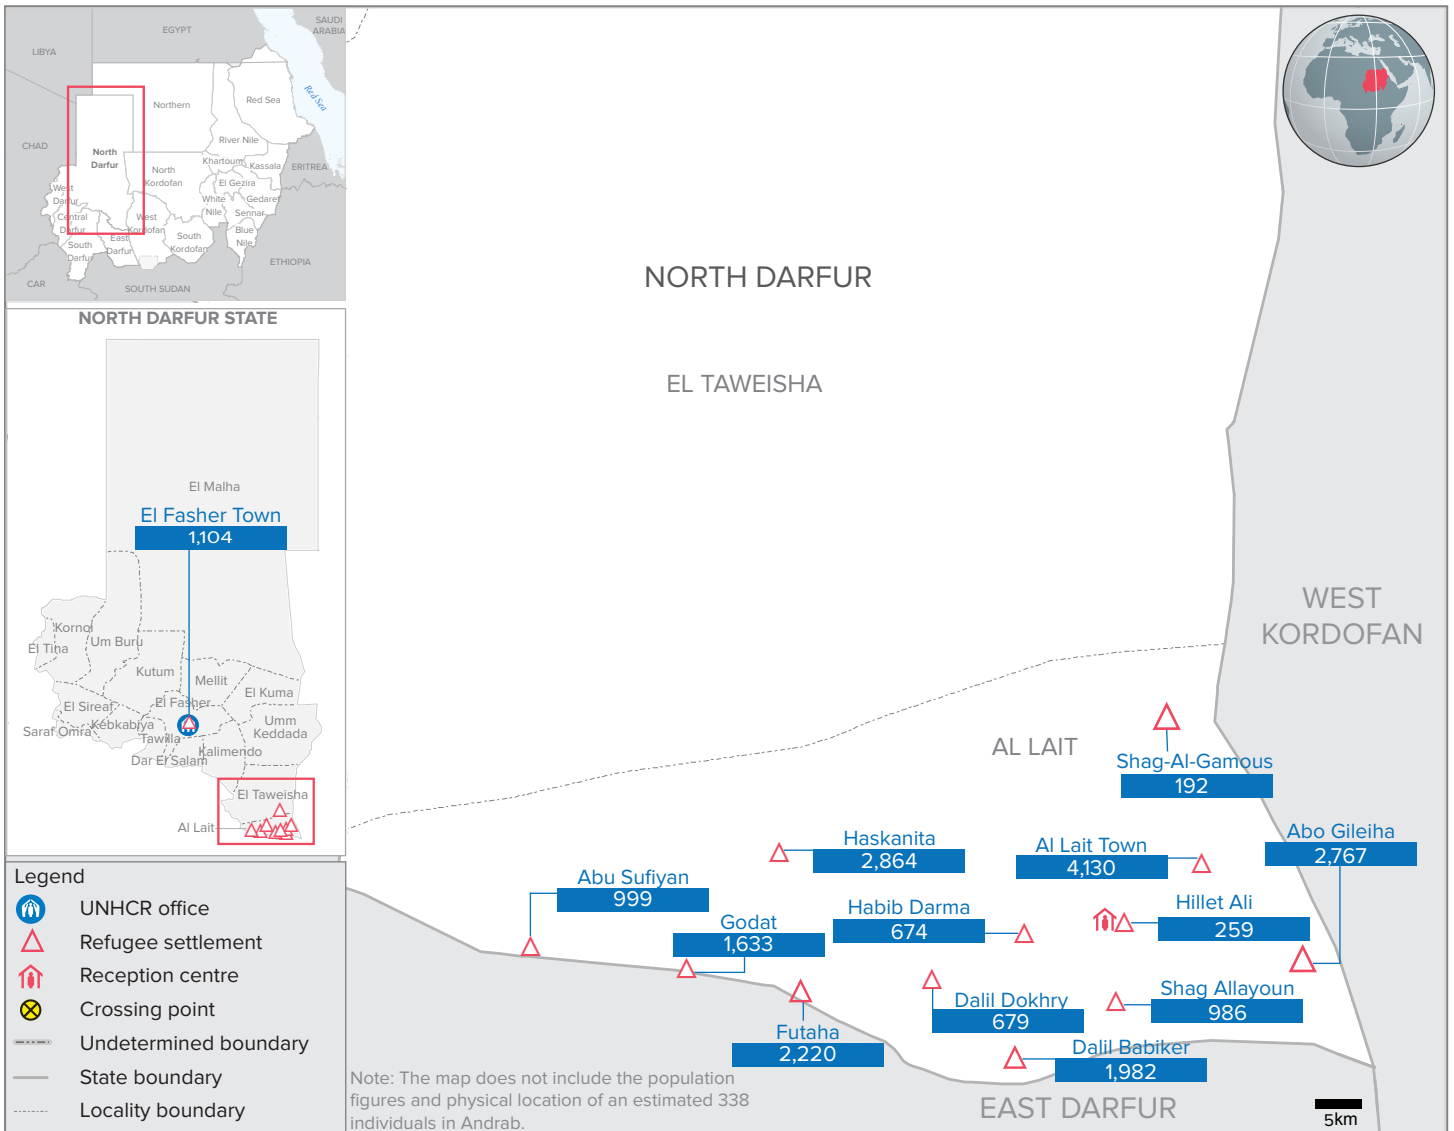 EGYPT
SAUDI
ARABIA
LIBYA
Red Sea
Northern
Red Sea
CHAD
North
Darfur
River Nile
Khartoum
Kassala
ERITREA
North
Kordofan
El Gezira
West
Darfur
White
Nile
Gedaref
Sennar
Central
Darfur
West
Kordofan
East
Darfur
South
Kordofan
Blue
Nile
South
Darfur
ETHIOPIA
CAR
SOUTH SUDAN
NORTH DARFUR STATE
El Malha
El Fasher Town
1,104
Kornoi
El Tina
Um Buru
Kutum
Mellit
El Kuma
El Sireaf
El Fasher
Saraf Omra
Kebkabiya
Tawilla
Umm
Keddada
Dar El Salam
Kalimendo
El Taweisha
Al Lait
Legend
UNHCR office
Refugee settlement
Reception centre
Crossing point
Undetermined boundary
State boundary
Locality boundary
NORTH DARFUR
EL TAWEISHA
WEST
KORDOFAN
AL LAIT
Shag-Al-Gamous
192
Abo Gileiha
2,767
Haskanita
2,864
Al Lait Town
4,130
Abu Sufiyan
999
Godat
1,633
Habib Darma
674
Hillet Ali
259
Dalil Dokhry
679
Shag Allayoun
986
Futaha
2,220
Dalil Babiker
1,982
EAST DARFUR
Note: The map does not include the population
figures and physical location of an estimated 338
individuals in Andrab.
5km